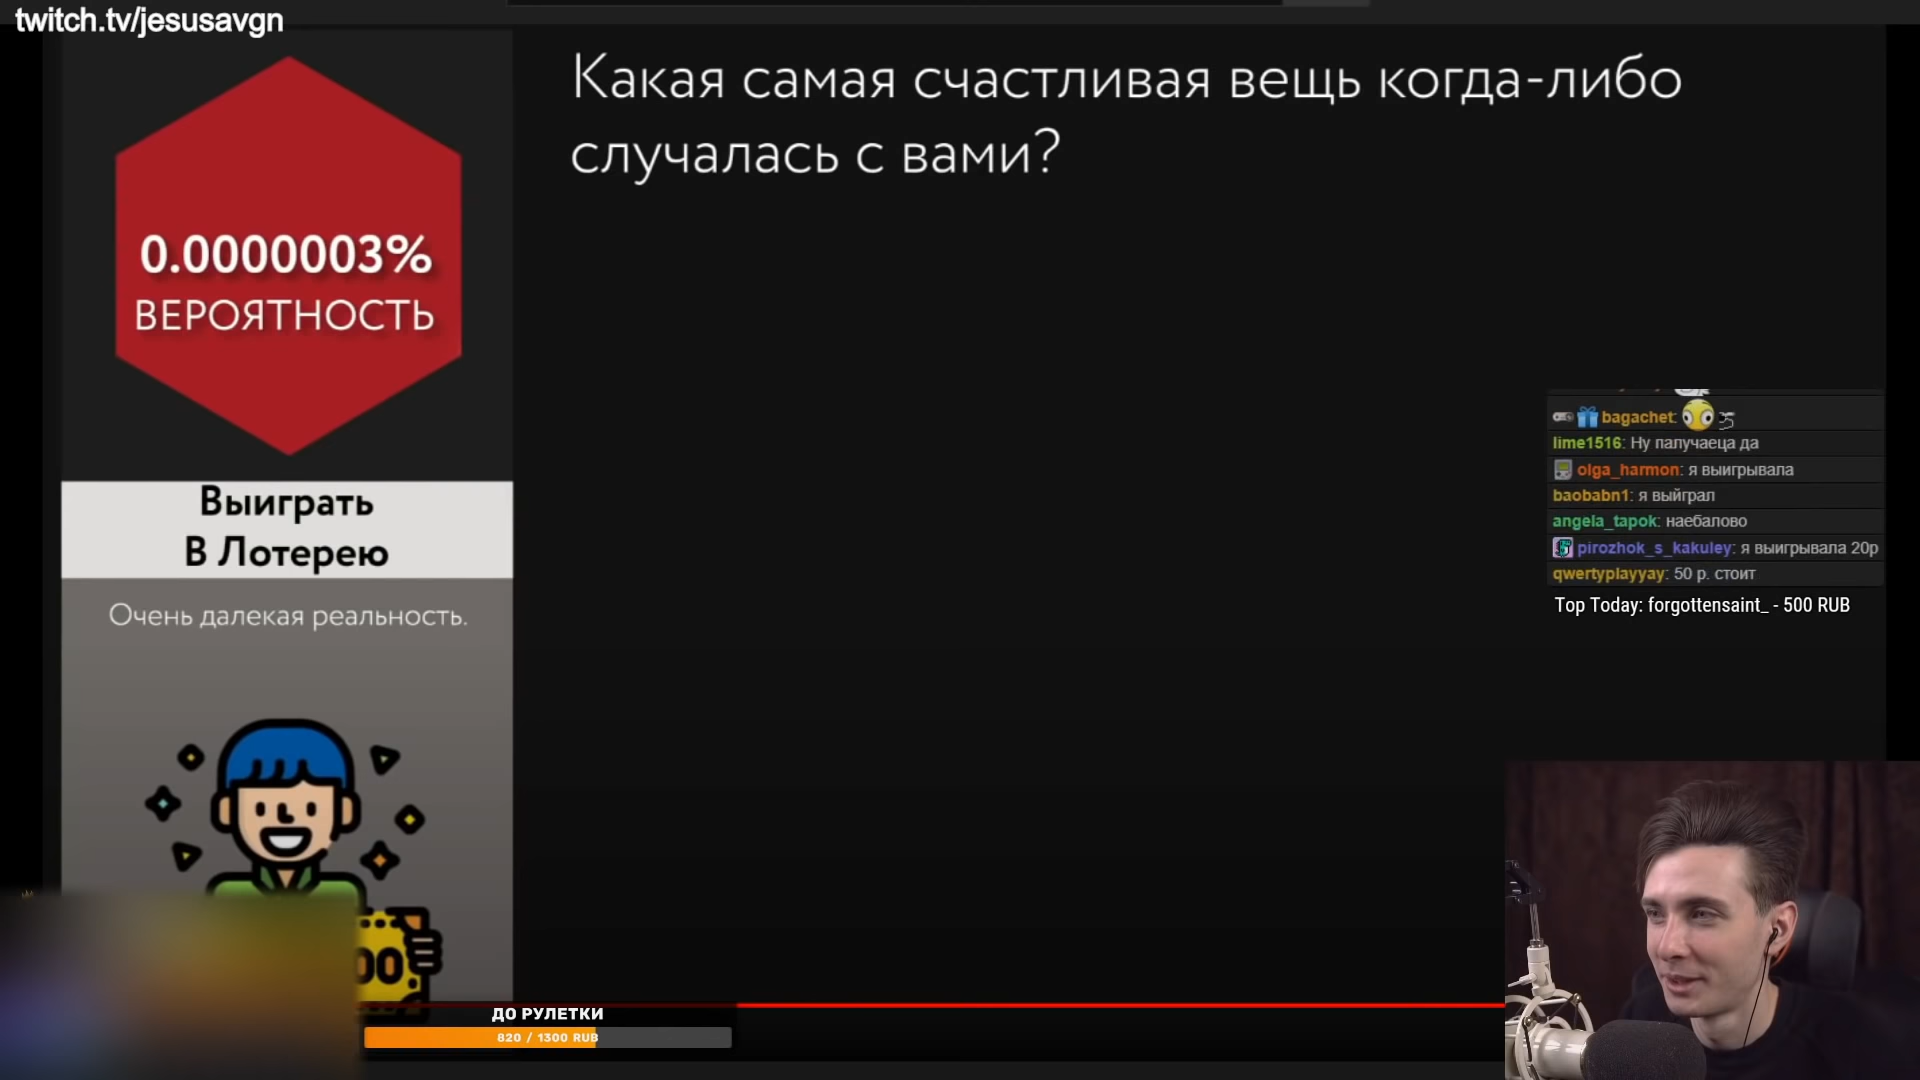 twitch.tv/jesusavgn
Какая самая счастливая вещь когда-либо
случалась с вами?
0.0000003%
ВЕРОЯТНОСТЬ
Выиграть
В Лотерею
Очень далекая реальность.
bagachet:
lime1516: Ну палучаеца да
olga_harmon: я выигрывала
baobabn1: я выйграл
angela_tapok: наебалово
pirozhok_s_kakuley: я выигрывала 20р
qwertyplayyay: 50 р. стоит
Top Today: forgottensaint_ - 500 RUB
00
ДО РУЛЕТКИ
820 / 1300 RUB